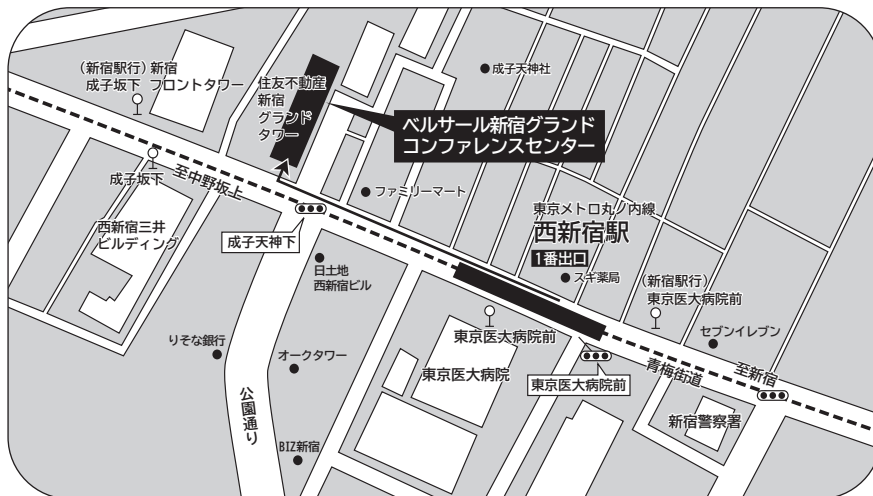 成子天神社
(新宿駅行)
成子坂下
新宿
フロントタワー
住友不動産
新宿
グランド
タワー
ベルサール新宿グランド
コンファレンスセンター
成子坂下
至中野坂上
ファミリーマート
西新宿三井
ビルディング
成子天神下
東京メトロ丸ノ内線
西新宿駅
1番出口
スギ薬局
日土地
西新宿ビル
(新宿駅行)
東京医大病院前
りそな銀行
オークタワー
東京医大病院前
セブンイレブン
東京医大病院
東京医大病院前
青梅街道
至新宿
公園通り
新宿警察署
BIZ新宿